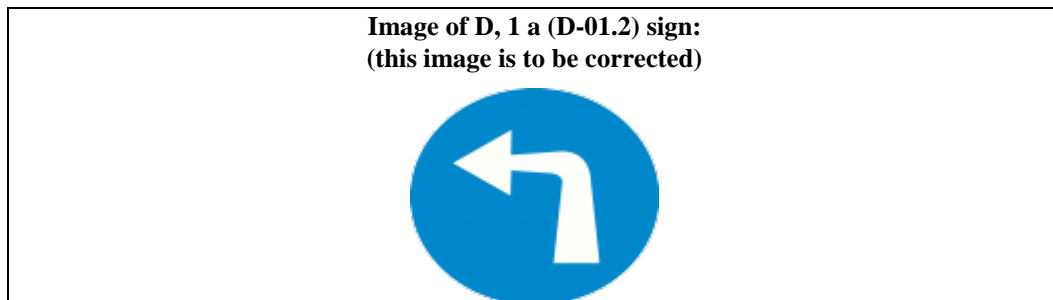 Image of D, 1 a (D-01.2) sign:
(this image is to be corrected)